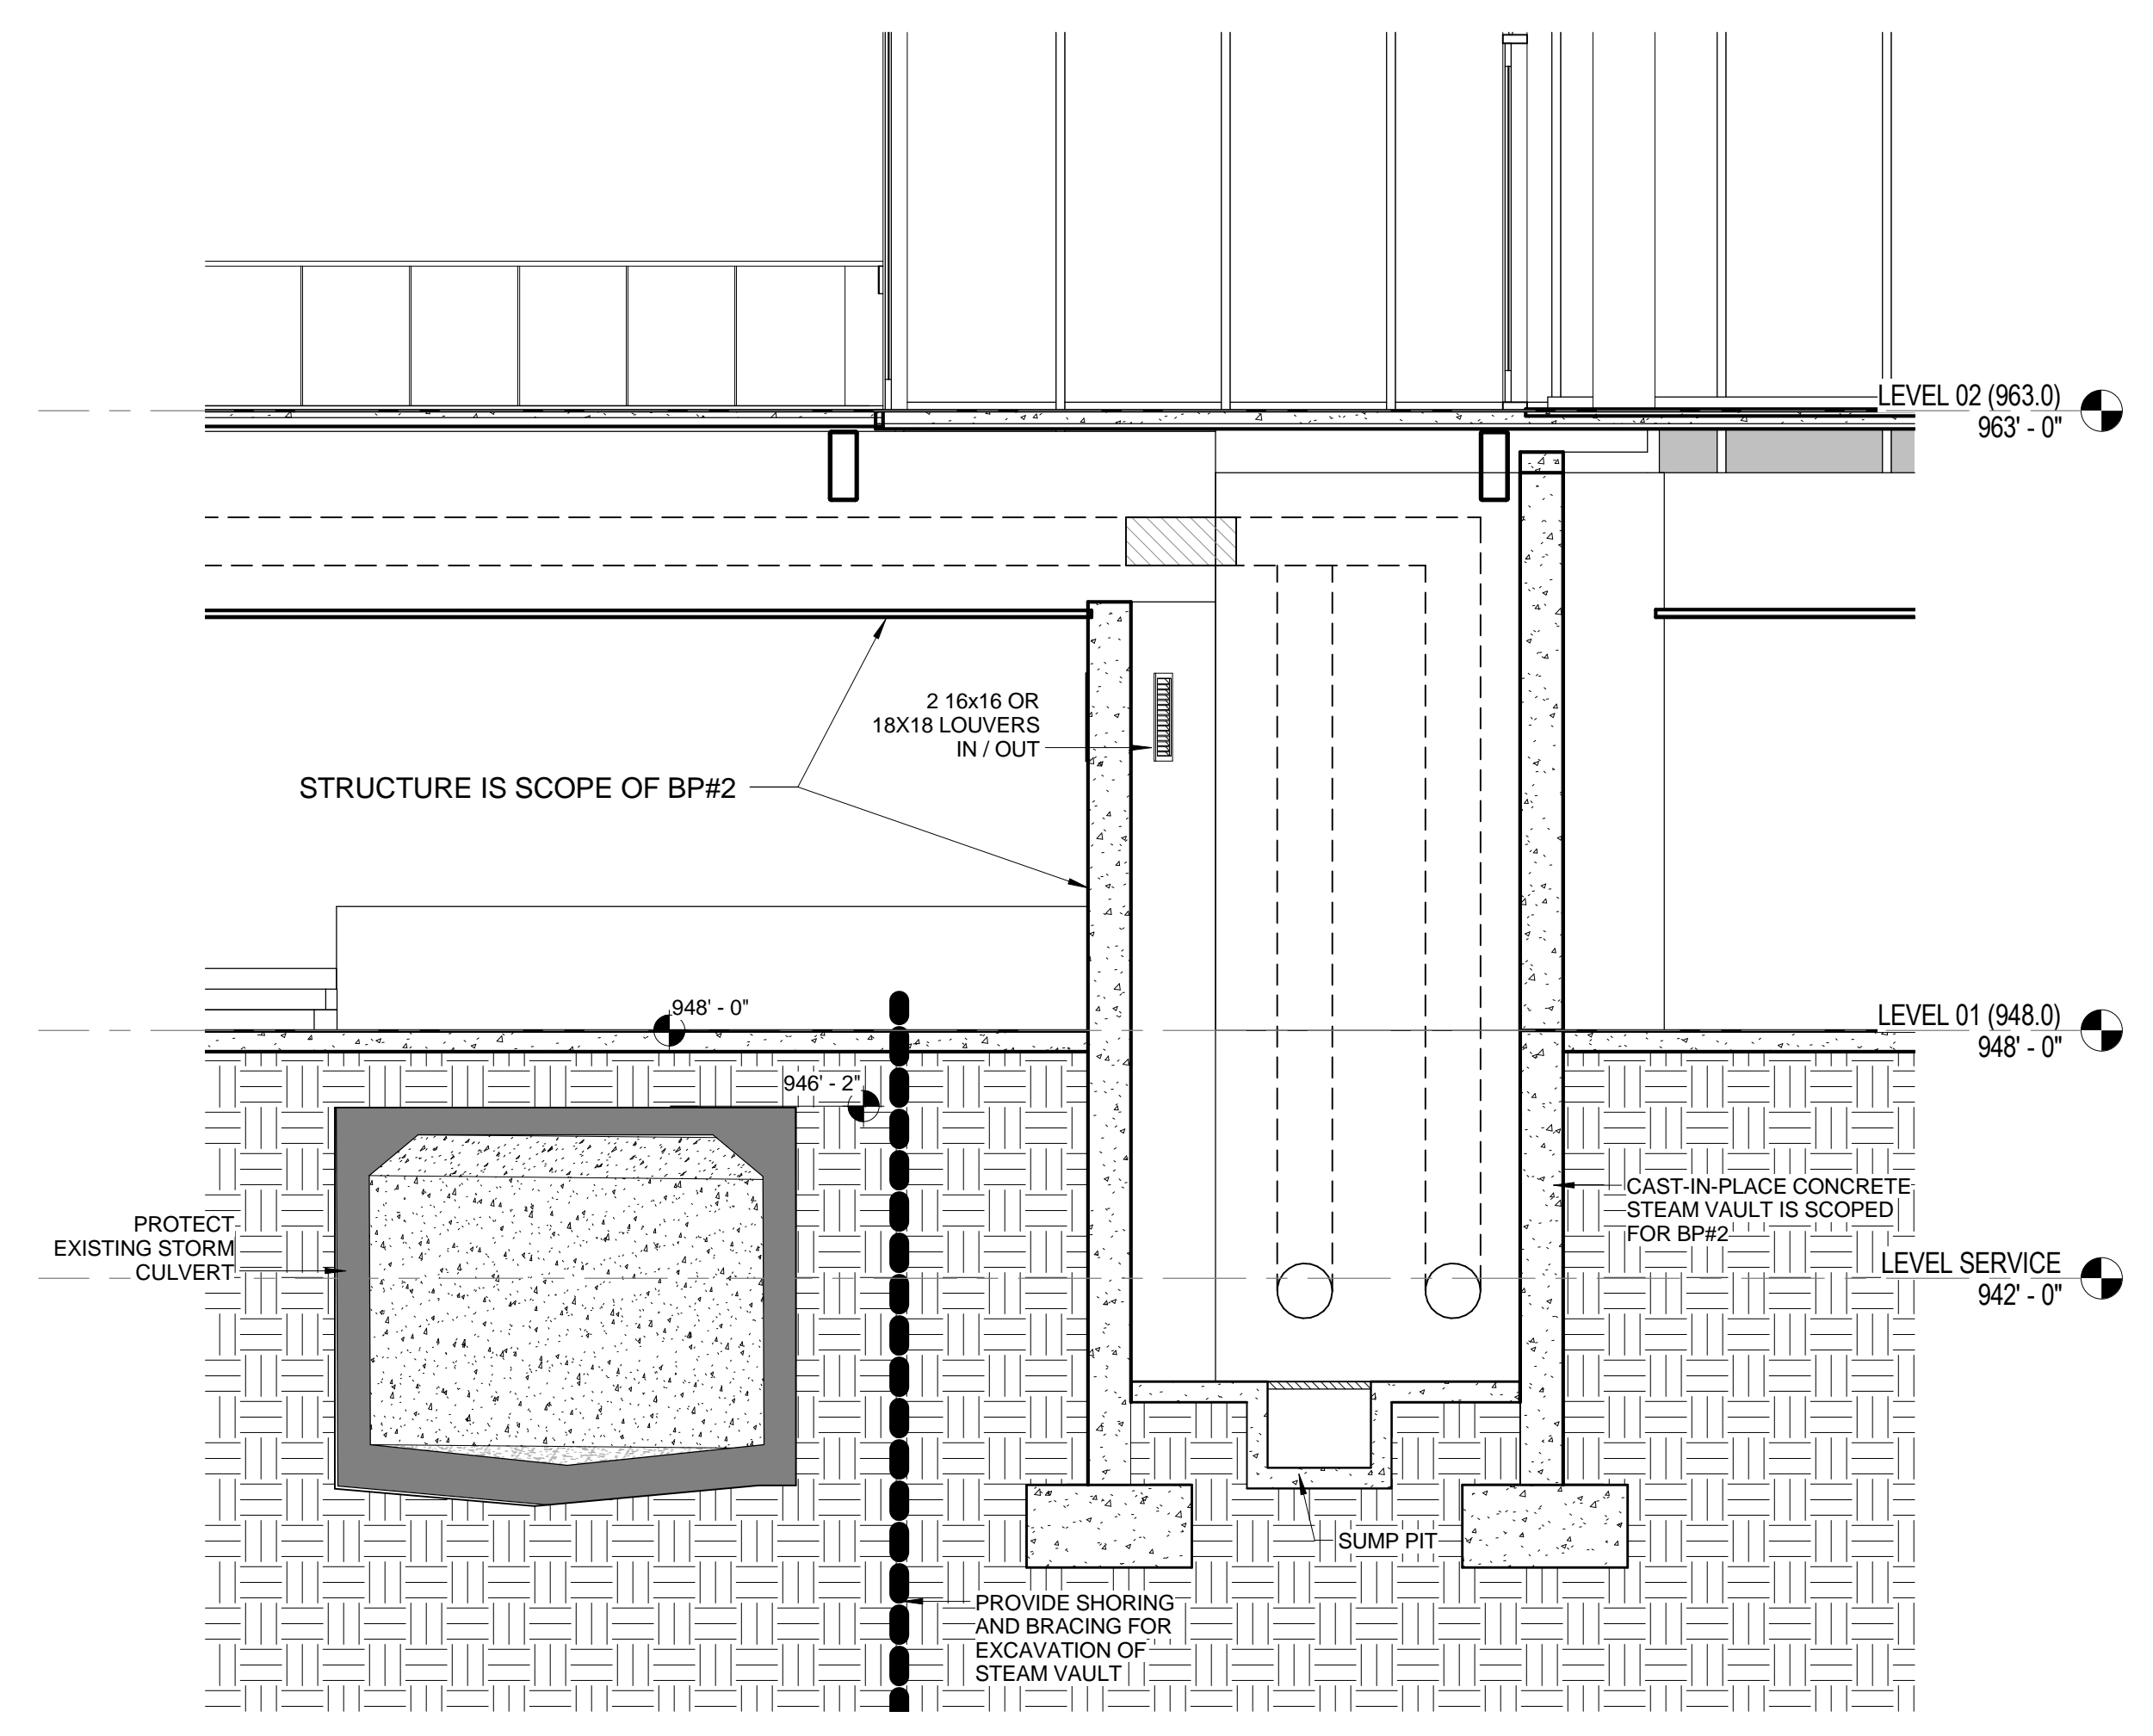 LEVEL 02 (963.0)
963' - 0"
2 16x16 OR
18X18 LOUVERS
IN / OUT
STRUCTURE IS SCOPE OF BP#2
948' - 0"
LEVEL 01 (948.0)
948' - 0"
946' - 2"
CAST-IN-PLACE CONCRETE
STEAM VAULT IS SCOPED
FOR BP#2
PROTECT
EXISTING STORM
CULVERT
LEVEL SERVICE
942' - 0"
SUMP PIT
PROVIDE SHORING
AND BRACING FOR
EXCAVATION OF
STEAM VAULT